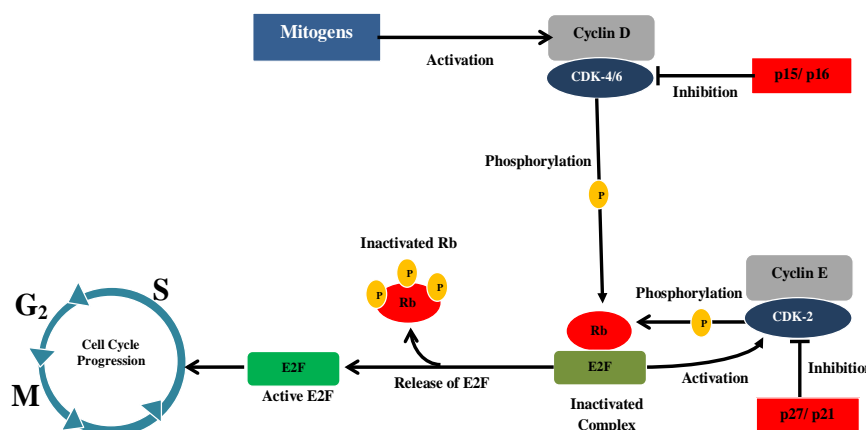 Mitogens
Activation
Cyclin D
CDK-4/6
Inhibition
p15/ p16
Phosphorylation
P
Inactivated Rb
P
P
P
Rb
Cyclin E
CDK-2
Phosphorylation
P
Rb
E2F
Inactivated
Complex
Activation
Inhibition
p27/ p21
Release of E2F
E2F
Active E2F
Cell Cycle
Progression
S
G2
M